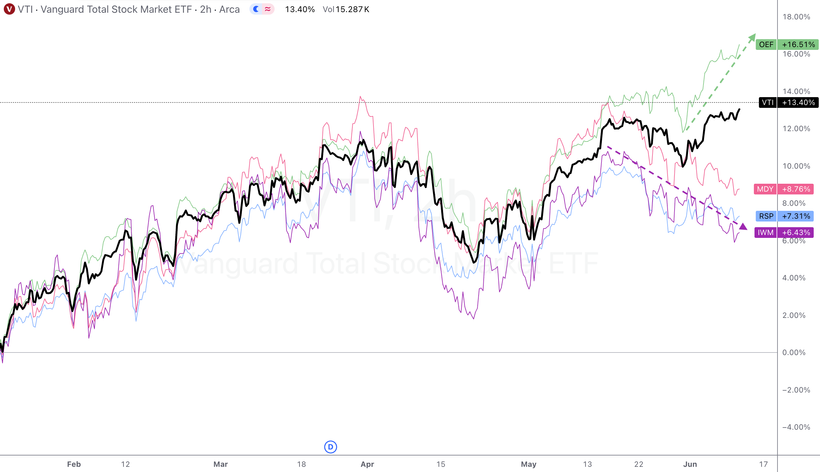 V VTI · Vanguard Total Stock Market ETF · 2h · Arca 13.40% Vol 15.287 K
18.00%
OEF +16.51%
16.00%
14.00%
VTI +13.40%
12.00%
10.00%
MDY +8.76%
8.00%
RSP +7.31%
IWM +6.43%
6.00%
4.00%
2.00%
0.00%
−2.00%
−4.00%
VTI, 2h
Vanguard Total Stock Market ETF
D
Feb 12 Mar 18 Apr 15 May 13 22 Jun 17